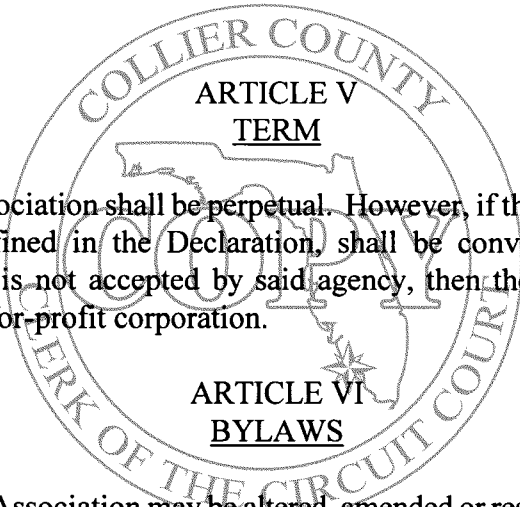 COLLIER COUNTY
ARTICLE V
TERM
ociation shall be perpetual. However, if th
fined in the Declaration, shall be conv
is not accepted by said agency, then the
or-profit corporation.
COPY
ARTICLE VI
BYLAWS
Association may be altered, amended or res
CLERK OF THE CIRCUIT COURT